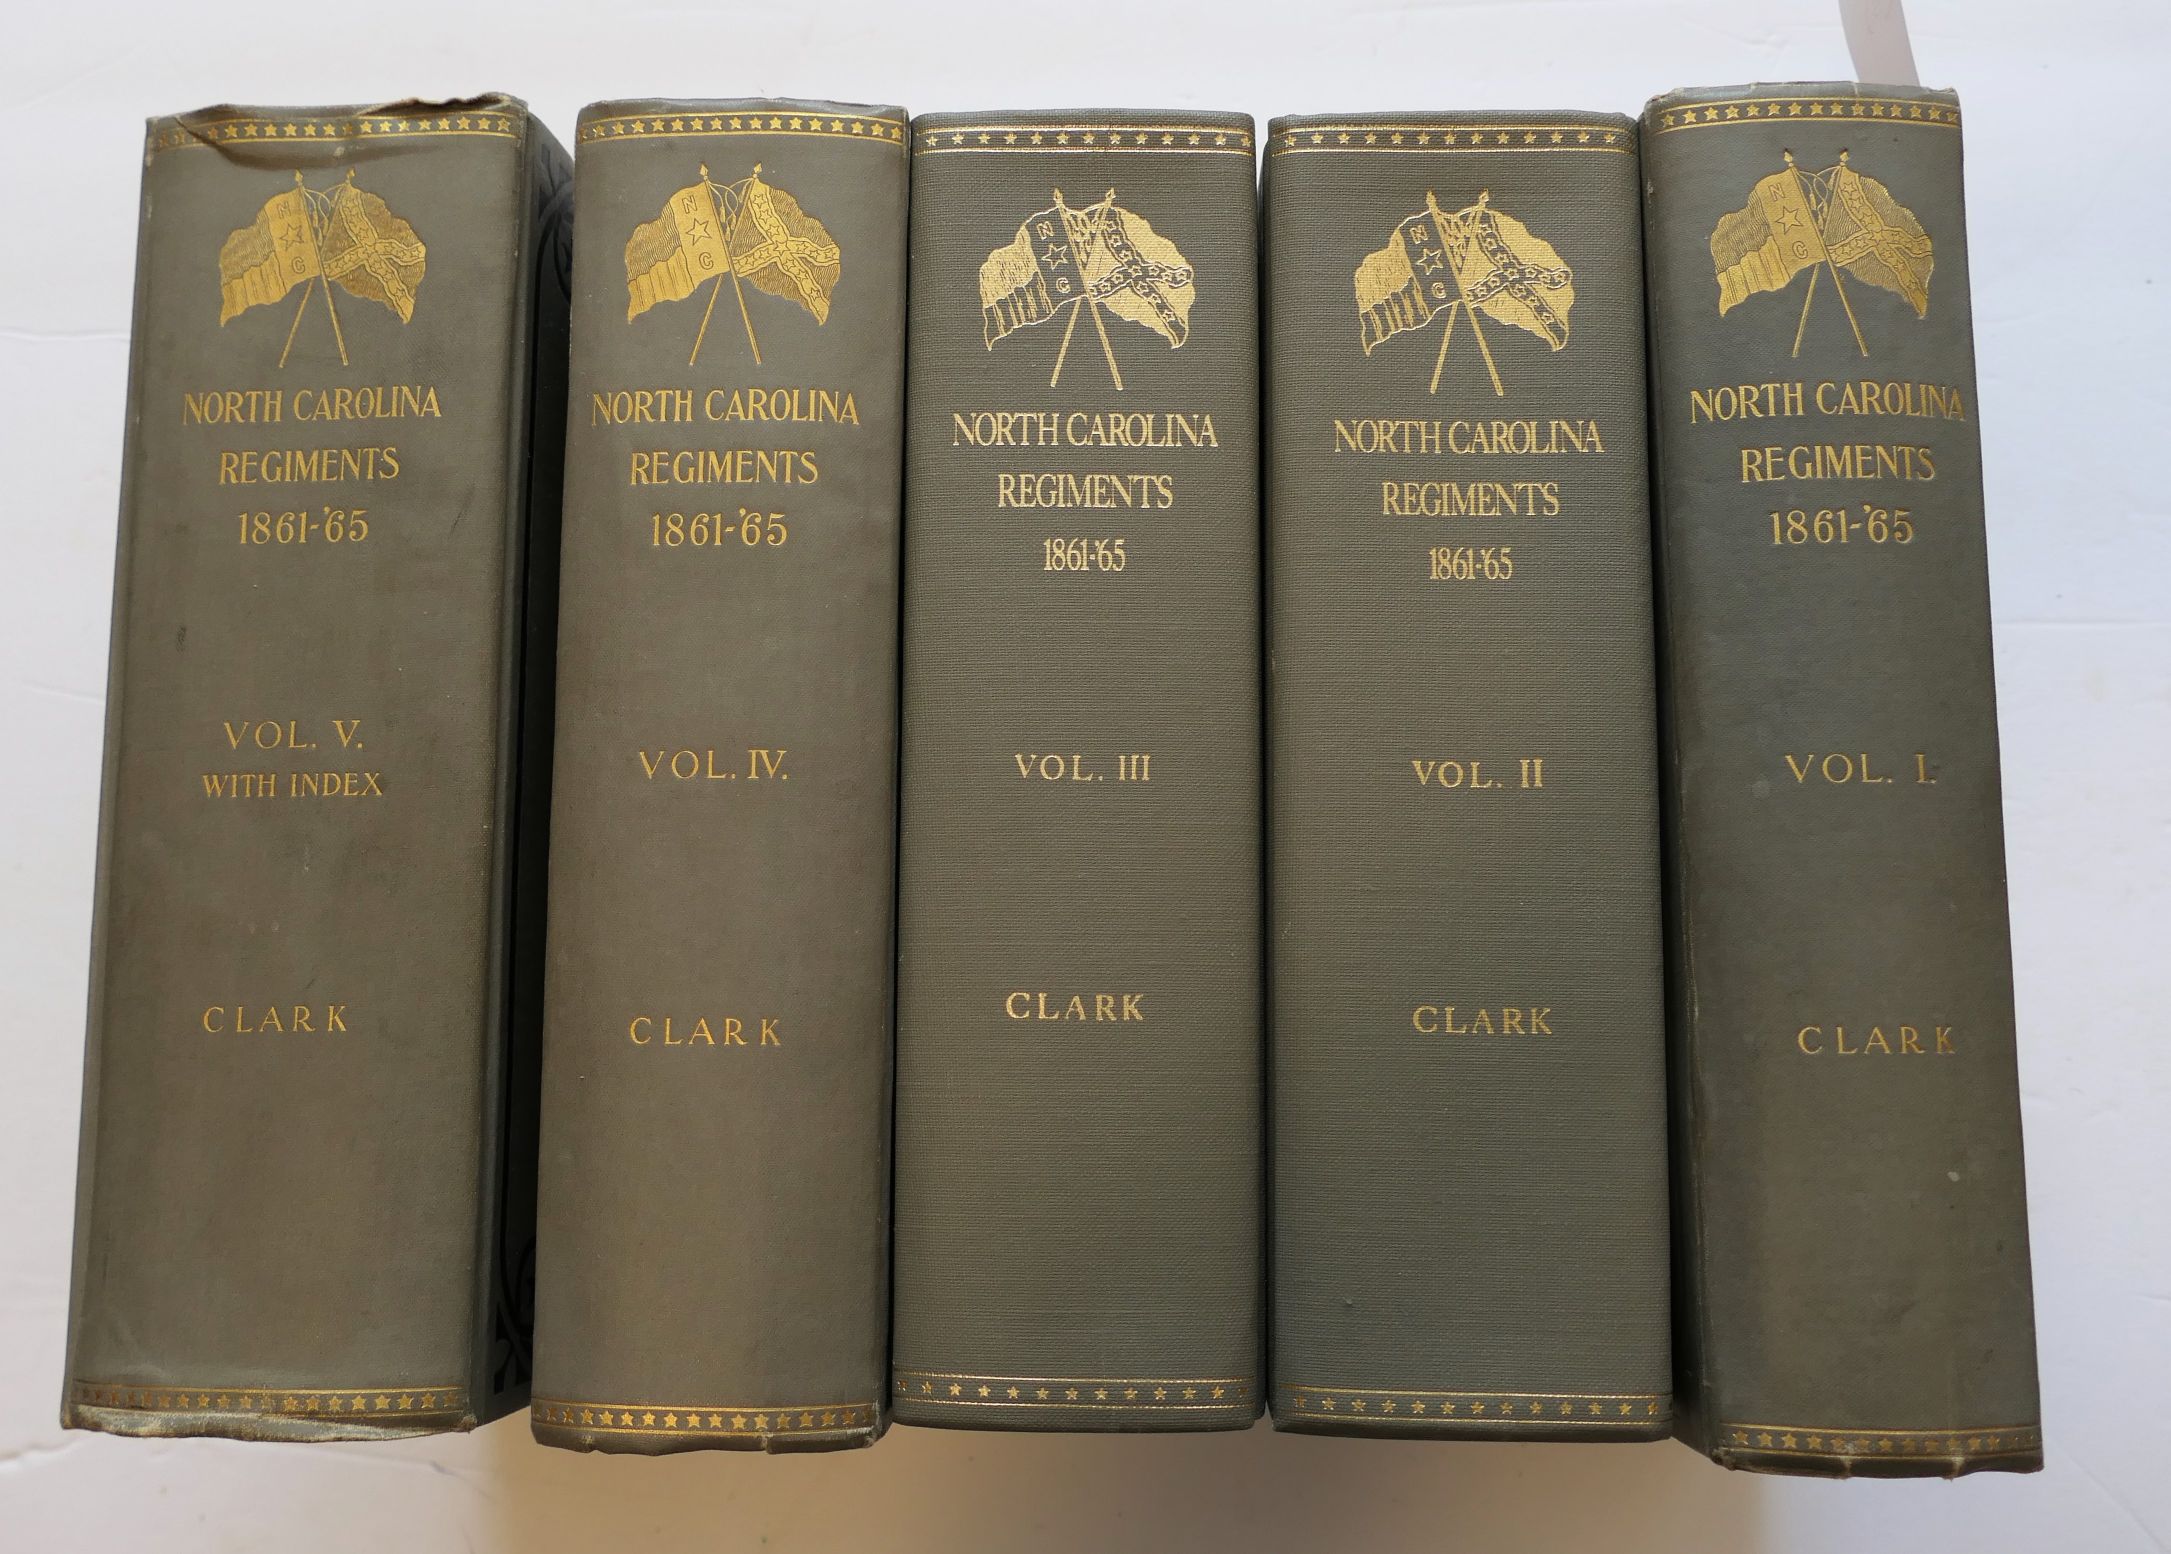 N
C
NORTH CAROLINA
REGIMENTS
1861-'65
VOL. V.
WITH INDEX
CLARK
N
C
NORTH CAROLINA
REGIMENTS
1861-'65
VOL. IV.
CLARK
N
C
NORTH CAROLINA
REGIMENTS
1861-'65
VOL. III
CLARK
N
C
NORTH CAROLINA
REGIMENTS
1861-'65
VOL. II
CLARK
N
C
NORTH CAROLINA
REGIMENTS
1861-'65
VOL. I.
CLARK